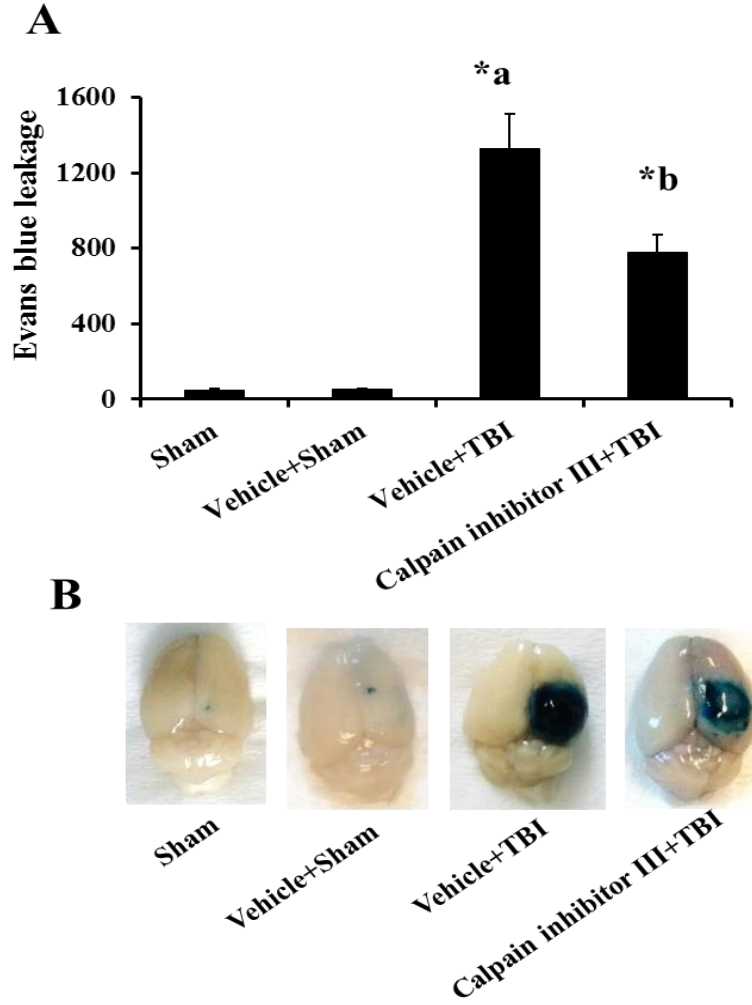 A
*a
*b
1600
1200
800
400
0
Evans blue leakage
Sham
Vehicle+Sham
Vehicle+TBI
Calpain inhibitor III+TBI
B
Sham
Vehicle+Sham
Vehicle+TBI
Calpain inhibitor III+TBI